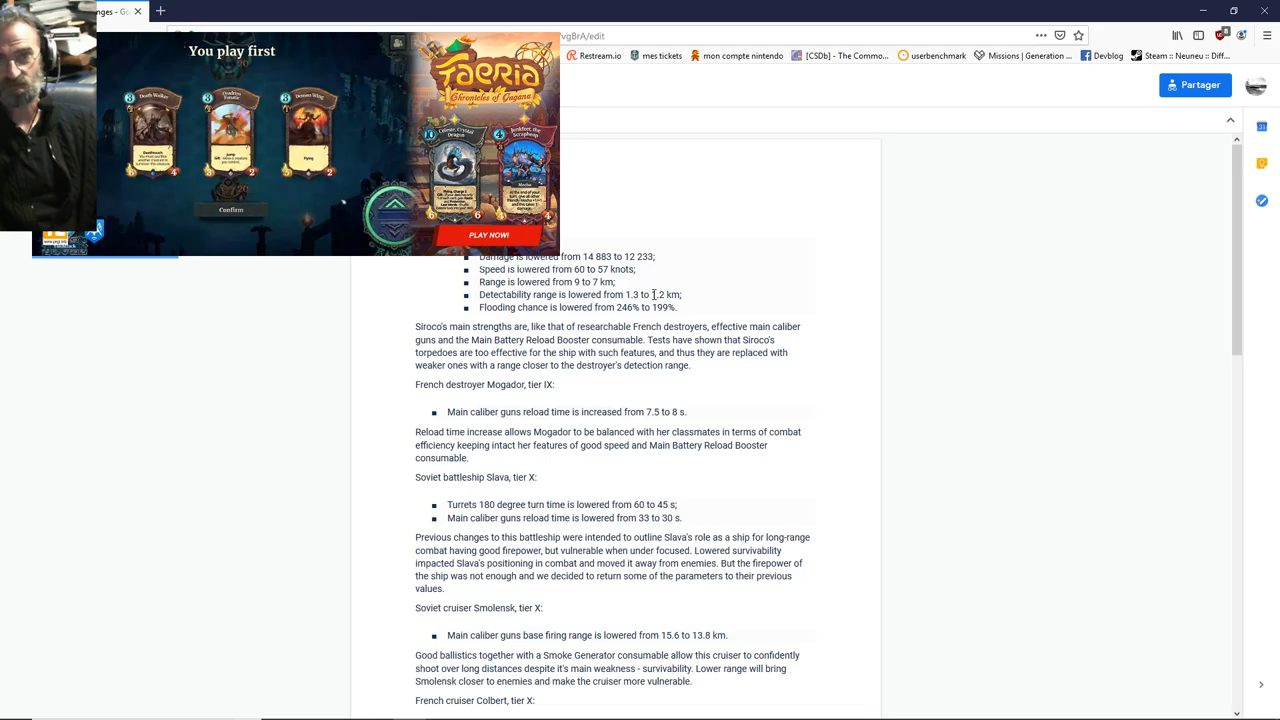 nges - Go
vgBrA/edit
Restream.io
mes tickets
mon compte nintendo
[CSDb] - The Commo...
userbenchmark
Missions | Generation ...
Devblog
Steam :: Neuneu :: Diff...
Partager
You play first
Death Walker
Demon Wing
Jump
Flying
Confirm
FAERIA
Chronicles of Gagana
Celeste, Crystal Dragon
Junkfeet, the Scrapheap
PLAY NOW!
Damage is lowered from 14 883 to 12 233;
Speed is lowered from 60 to 57 knots;
Range is lowered from 9 to 7 km;
Detectability range is lowered from 1.3 to 1.2 km;
Flooding chance is lowered from 246% to 199%.
Siroco's main strengths are, like that of researchable French destroyers, effective main caliber
guns and the Main Battery Reload Booster consumable. Tests have shown that Siroco's
torpedoes are too effective for the ship with such features, and thus they are replaced with
weaker ones with a range closer to the destroyer's detection range.
French destroyer Mogador, tier IX:
Main caliber guns reload time is increased from 7.5 to 8 s.
Reload time increase allows Mogador to be balanced with her classmates in terms of combat
efficiency keeping intact her features of good speed and Main Battery Reload Booster
consumable.
Soviet battleship Slava, tier X:
Turrets 180 degree turn time is lowered from 60 to 45 s;
Main caliber guns reload time is lowered from 33 to 30 s.
Previous changes to this battleship were intended to outline Slava's role as a ship for long-range
combat having good firepower, but vulnerable when under focused. Lowered survivability
impacted Slava's positioning in combat and moved it away from enemies. But the firepower of
the ship was not enough and we decided to return some of the parameters to their previous
values.
Soviet cruiser Smolensk, tier X:
Main caliber guns base firing range is lowered from 15.6 to 13.8 km.
Good ballistics together with a Smoke Generator consumable allow this cruiser to confidently
shoot over long distances despite it's main weakness - survivability. Lower range will bring
Smolensk closer to enemies and make the cruiser more vulnerable.
French cruiser Colbert, tier X: